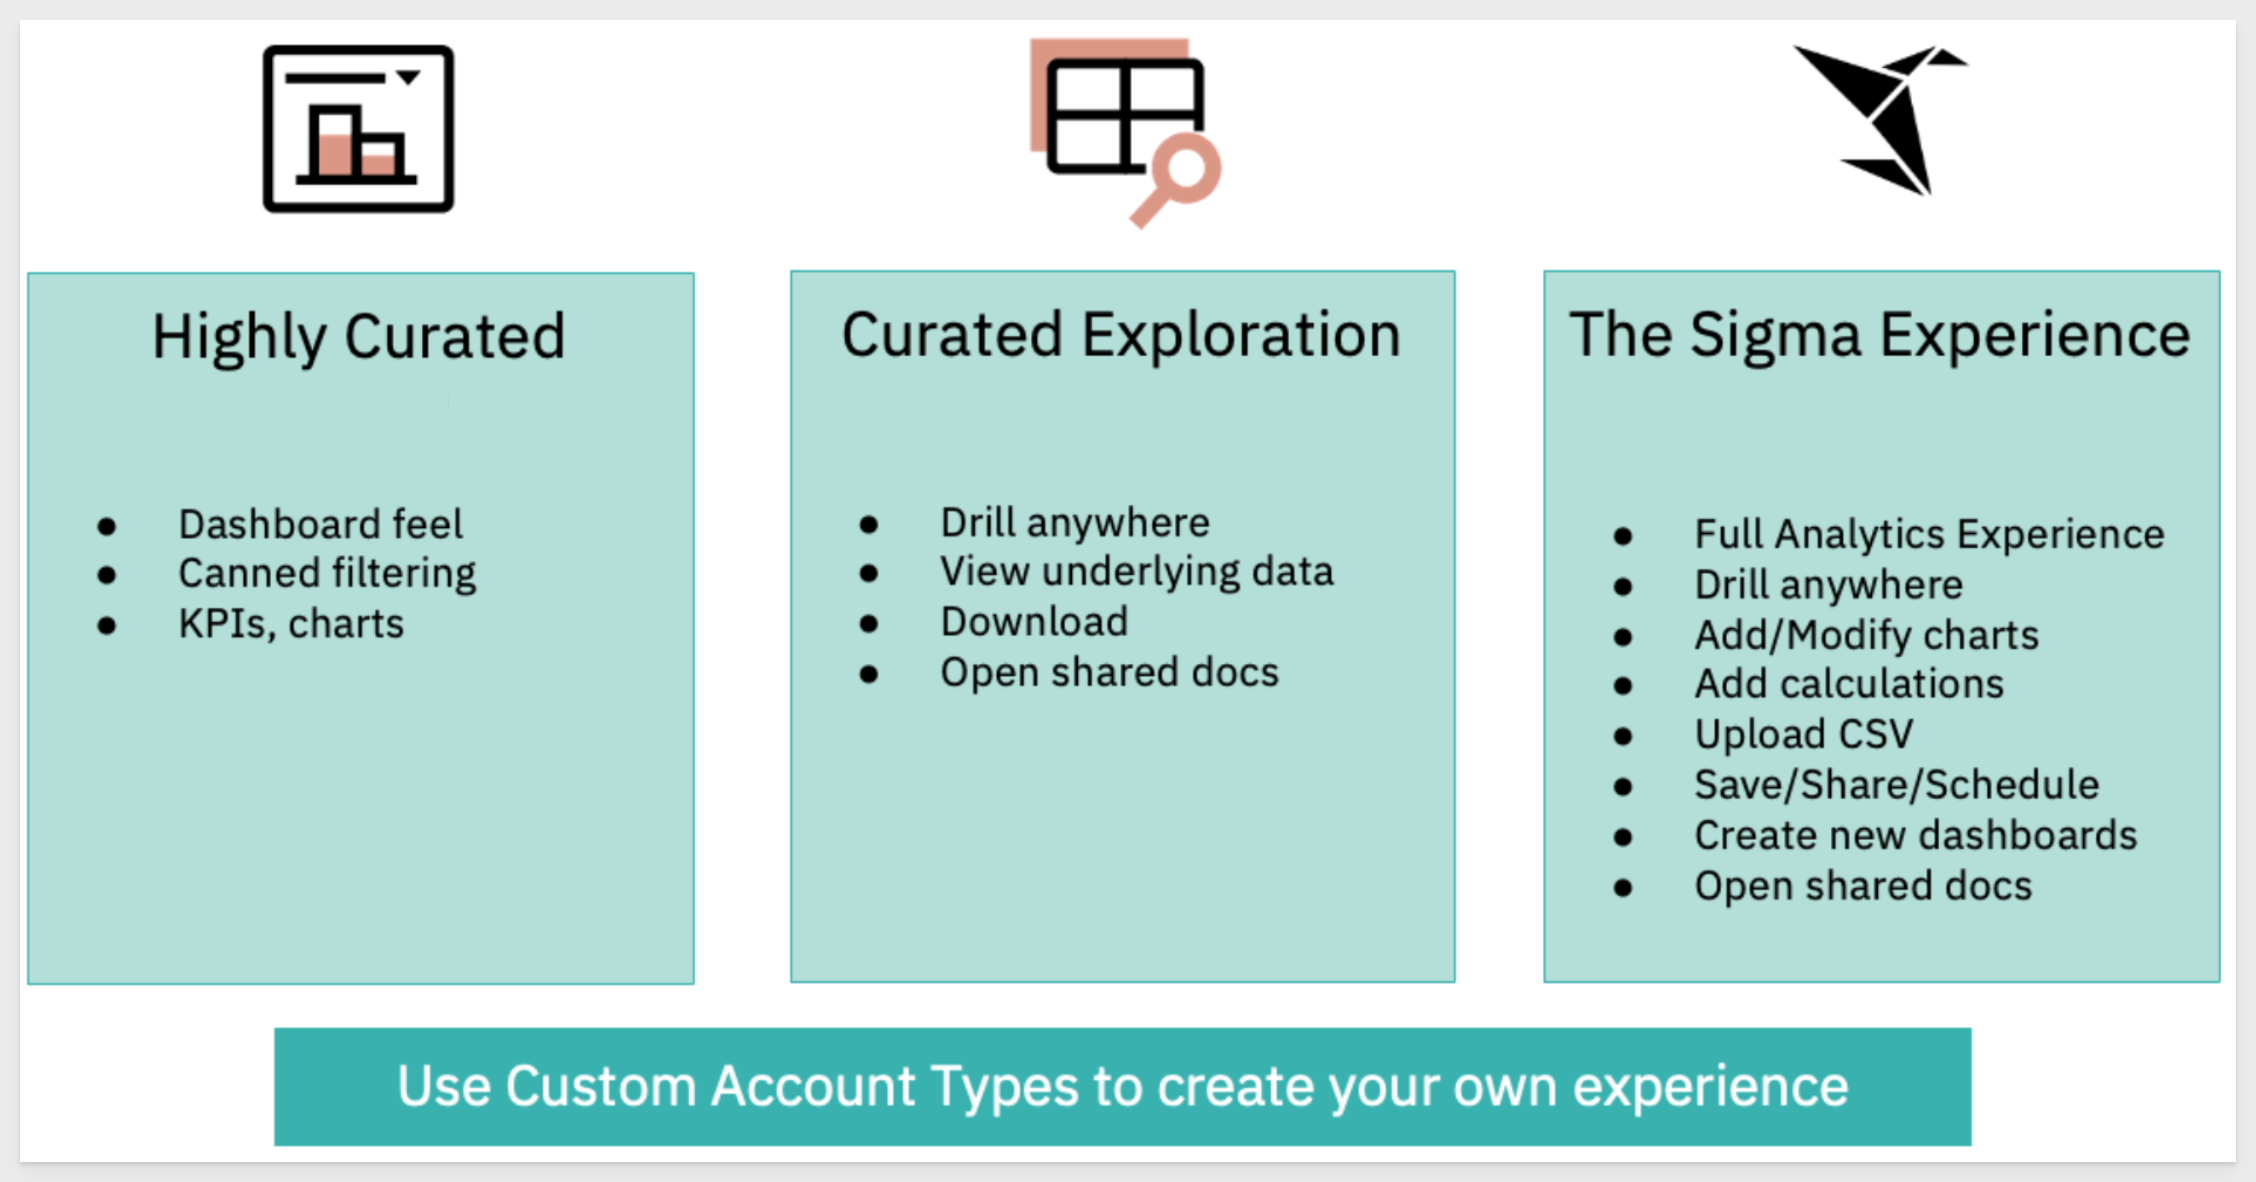 Highly Curated
● Dashboard feel
● Canned filtering
● KPIs, charts
Curated Exploration
● Drill anywhere
● View underlying data
● Download
● Open shared docs
The Sigma Experience
● Full Analytics Experience
● Drill anywhere
● Add/Modify charts
● Add calculations
● Upload CSV
● Save/Share/Schedule
● Create new dashboards
● Open shared docs
Use Custom Account Types to create your own experience